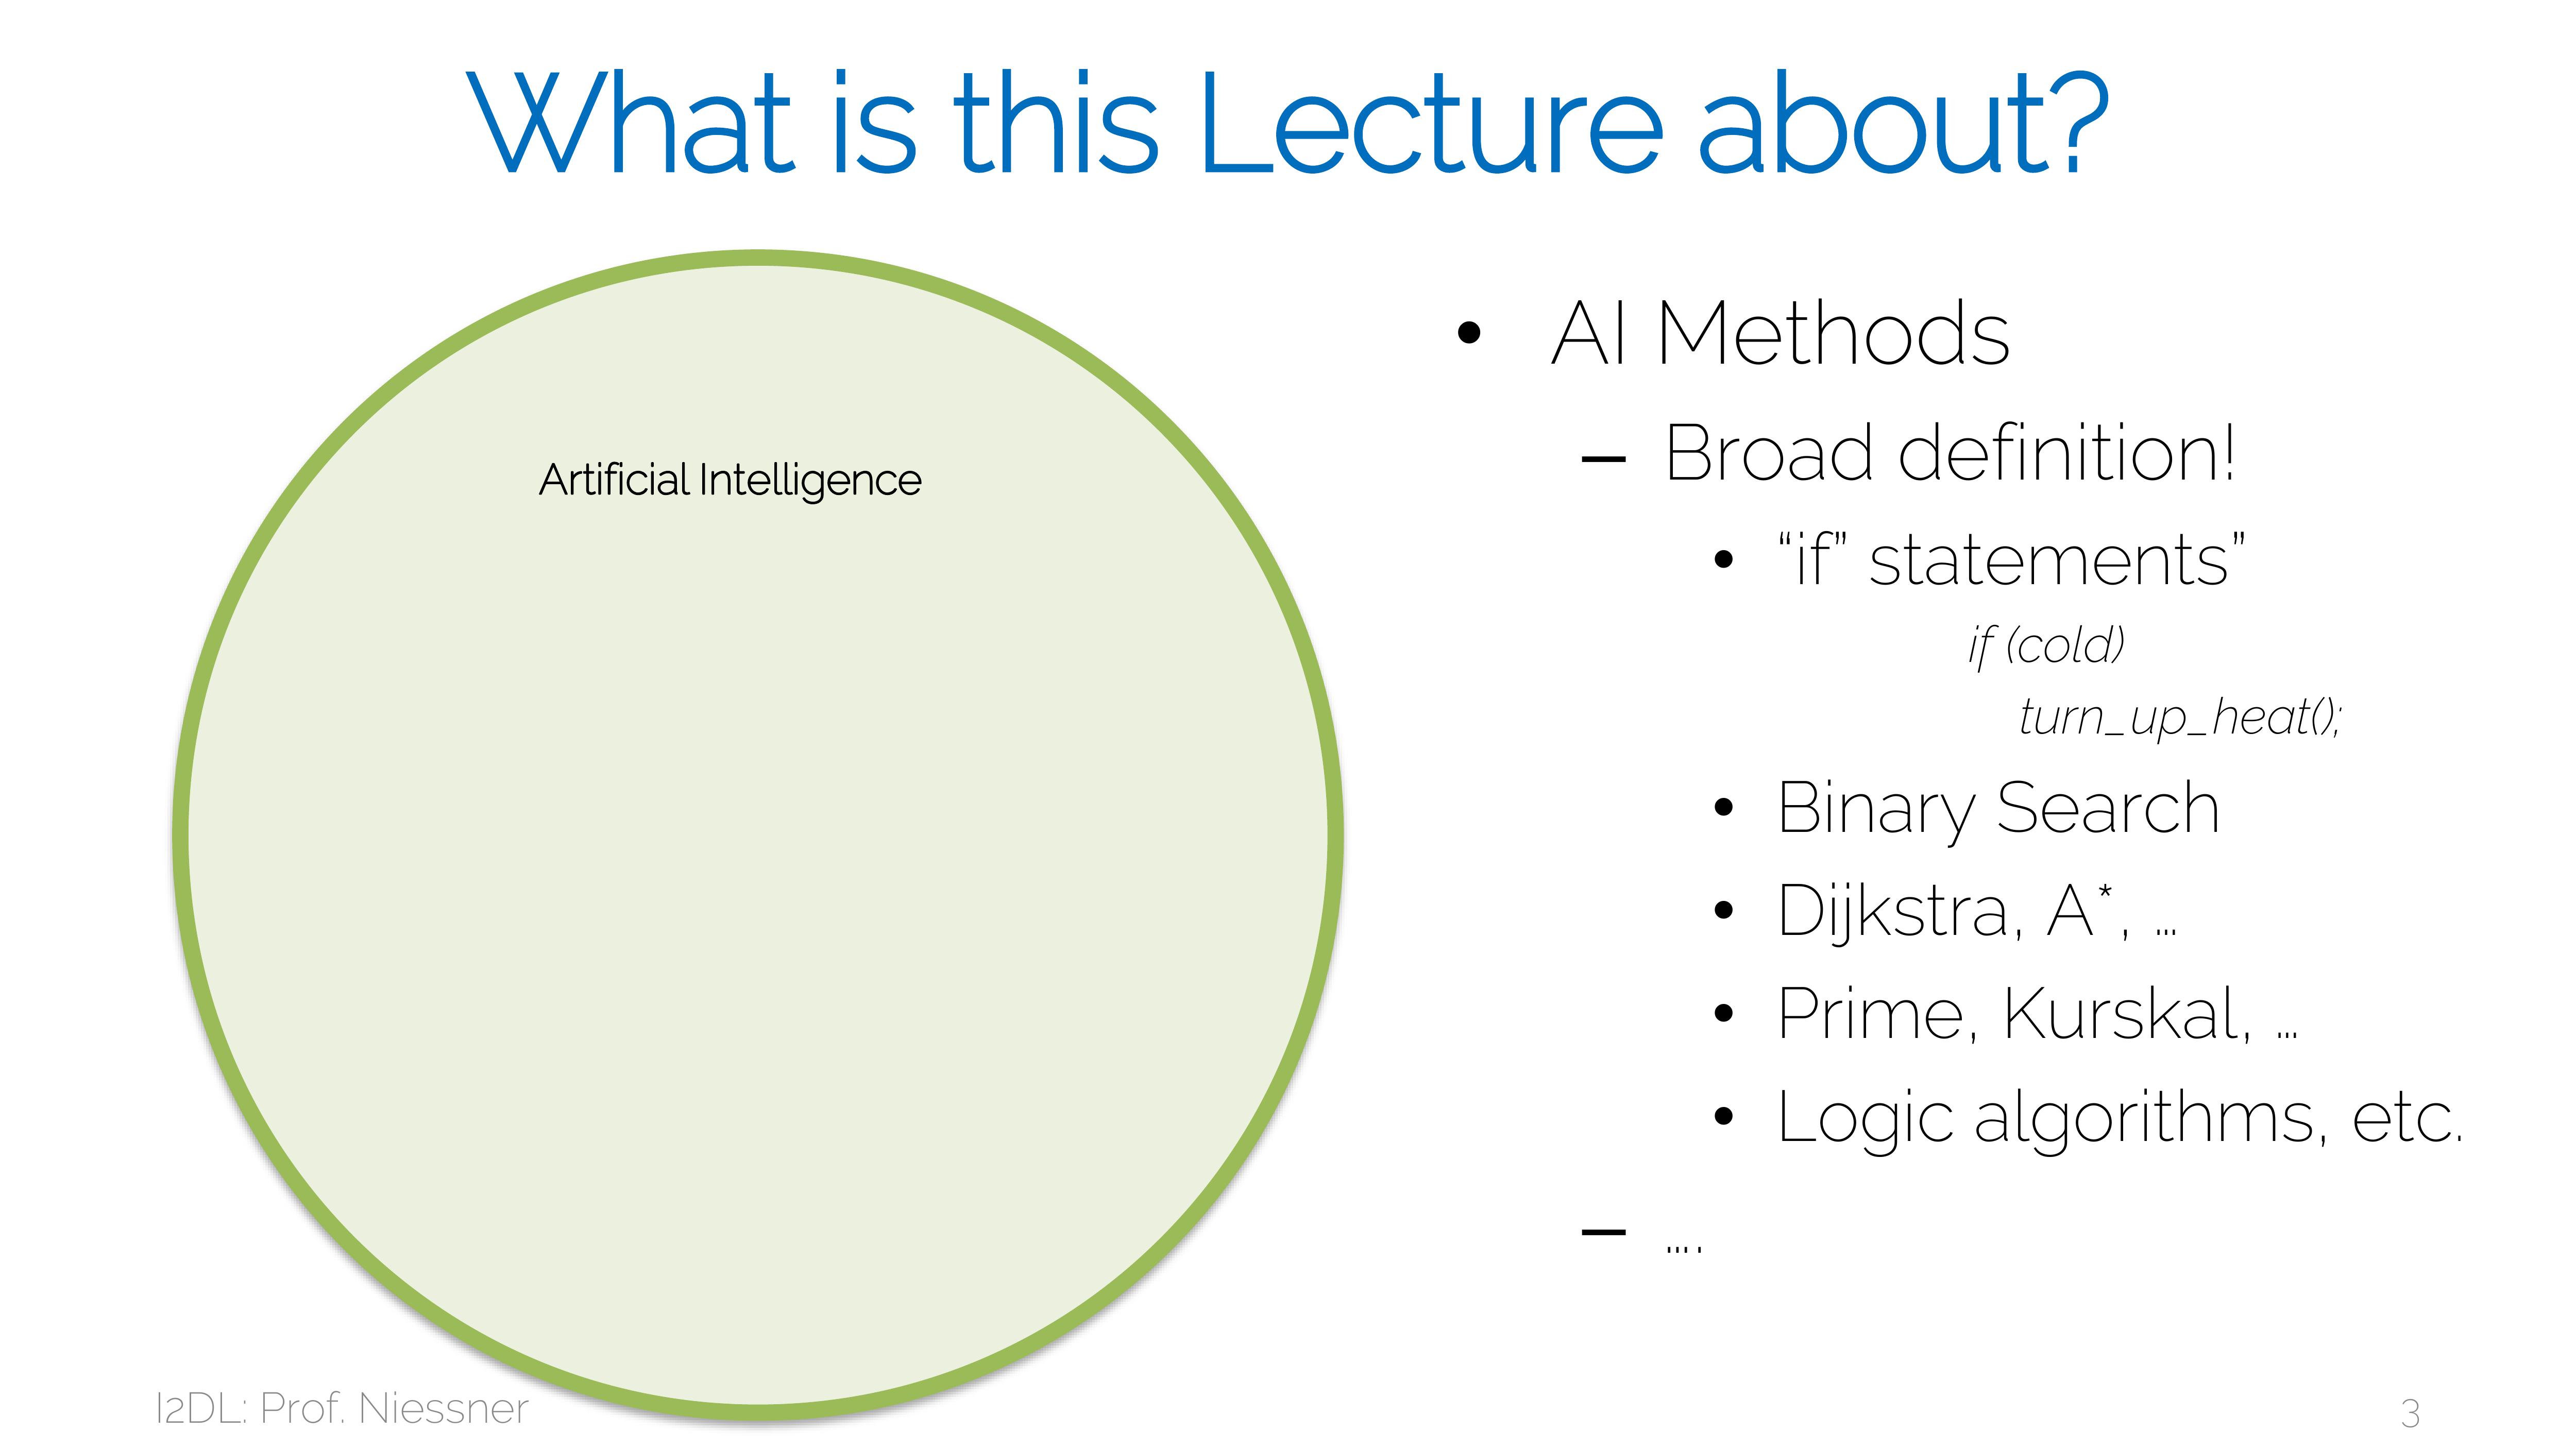 What is this Lecture about?
Artificial Intelligence
• AI Methods
– Broad definition!
• “if” statements”
if (cold)
turn_up_heat();
• Binary Search
• Dijkstra, A*, ...
• Prime, Kurskal, ...
• Logic algorithms, etc.
– ....
I2DL: Prof. Niessner
3